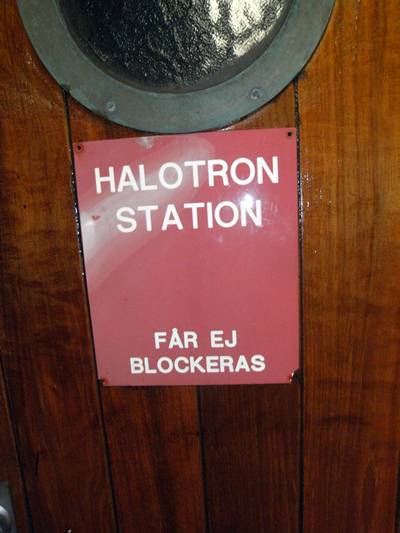 HALOTRON
STATION
FÅR EJ
BLOCKERAS